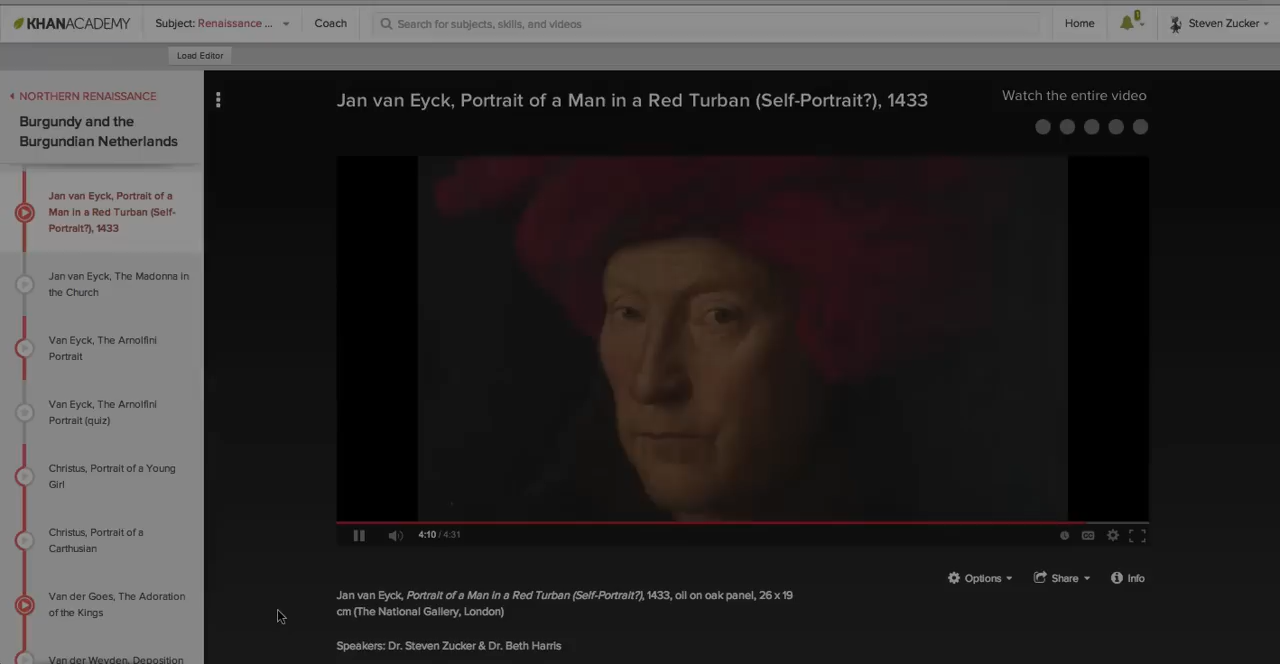 KHANACADEMY
Subject: Renaissance ...
Coach
Search for subjects, skills, and videos
Home
1
Steven Zucker
Load Editor
NORTHERN RENAISSANCE
Burgundy and the
Burgundian Netherlands
Jan van Eyck, Portrait of a
Man in a Red Turban (Self-
Portrait?), 1433
Jan van Eyck, The Madonna in
the Church
Van Eyck, The Arnolfini
Portrait
Van Eyck, The Arnolfini
Portrait (quiz)
Christus, Portrait of a Young
Girl
Christus, Portrait of a
Carthusian
Van der Goes, The Adoration
of the Kings
Van der Weyden, Deposition
Jan van Eyck, Portrait of a Man in a Red Turban (Self-Portrait?), 1433
Watch the entire video
4:10 / 4:31
CC
Options
Share
Info
Jan van Eyck, Portrait of a Man in a Red Turban (Self-Portrait?), 1433, oil on oak panel, 26 x 19
cm (The National Gallery, London)
Speakers: Dr. Steven Zucker & Dr. Beth Harris